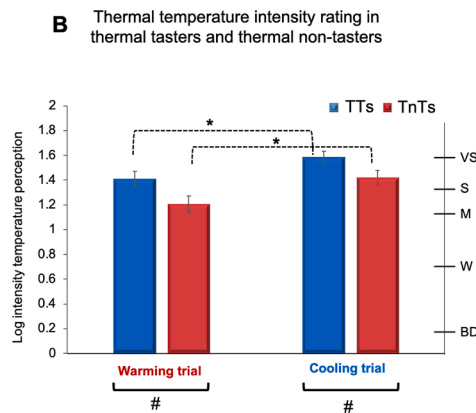 B
Thermal temperature intensity rating in
thermal tasters and thermal non-tasters
TTs TnTs
Log intensity temperature perception
2
1.8
1.6
1.4
1.2
1
0.8
0.6
0.4
0.2
0
*
*
VS
S
M
W
BD
Warming trial
Cooling trial
#
#